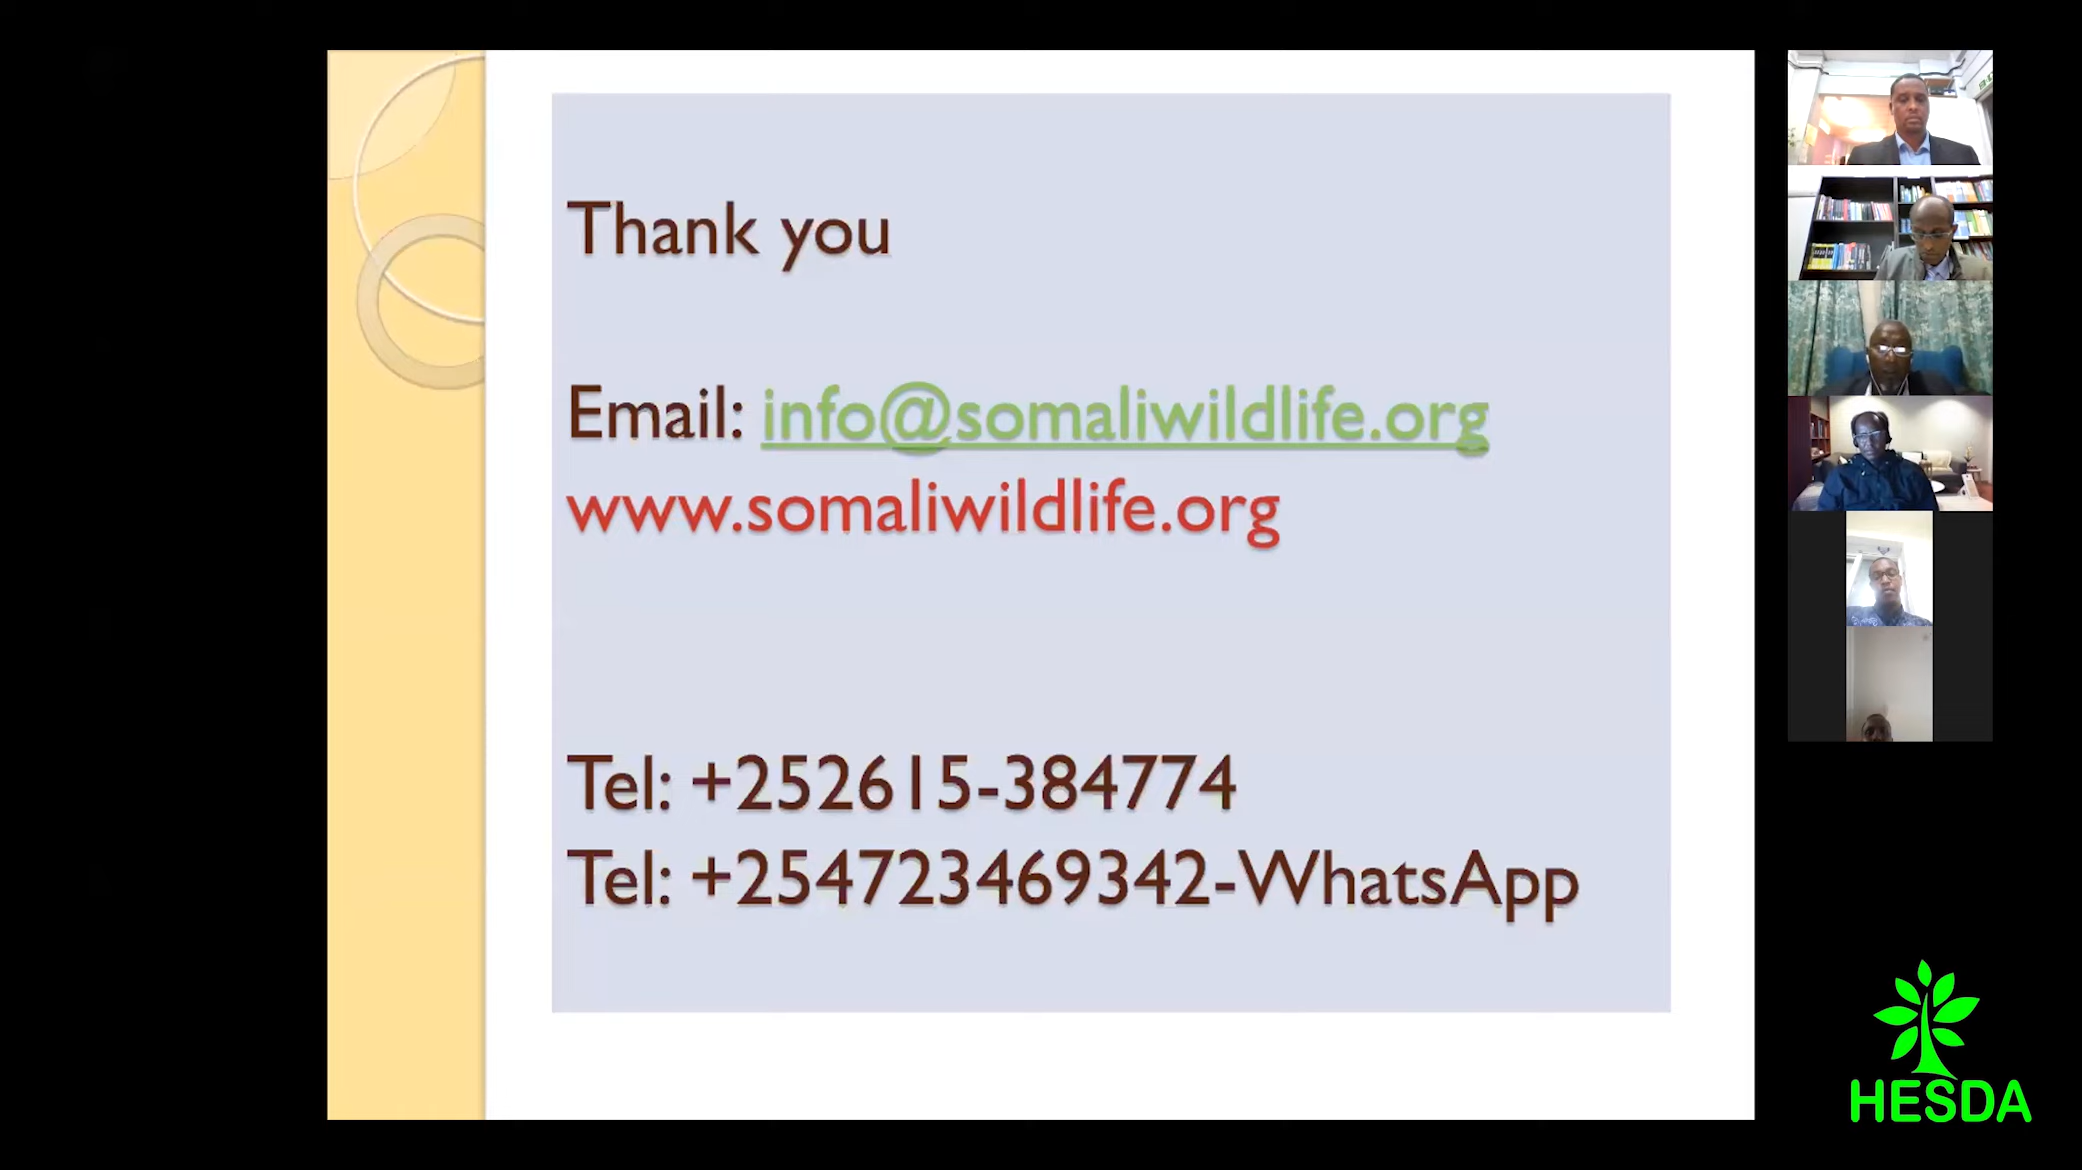 Thank you
Email: info@somaliwildlife.org
www.somaliwildlife.org
Tel: +252615-384774
Tel: +254723469342-WhatsApp
HESDA